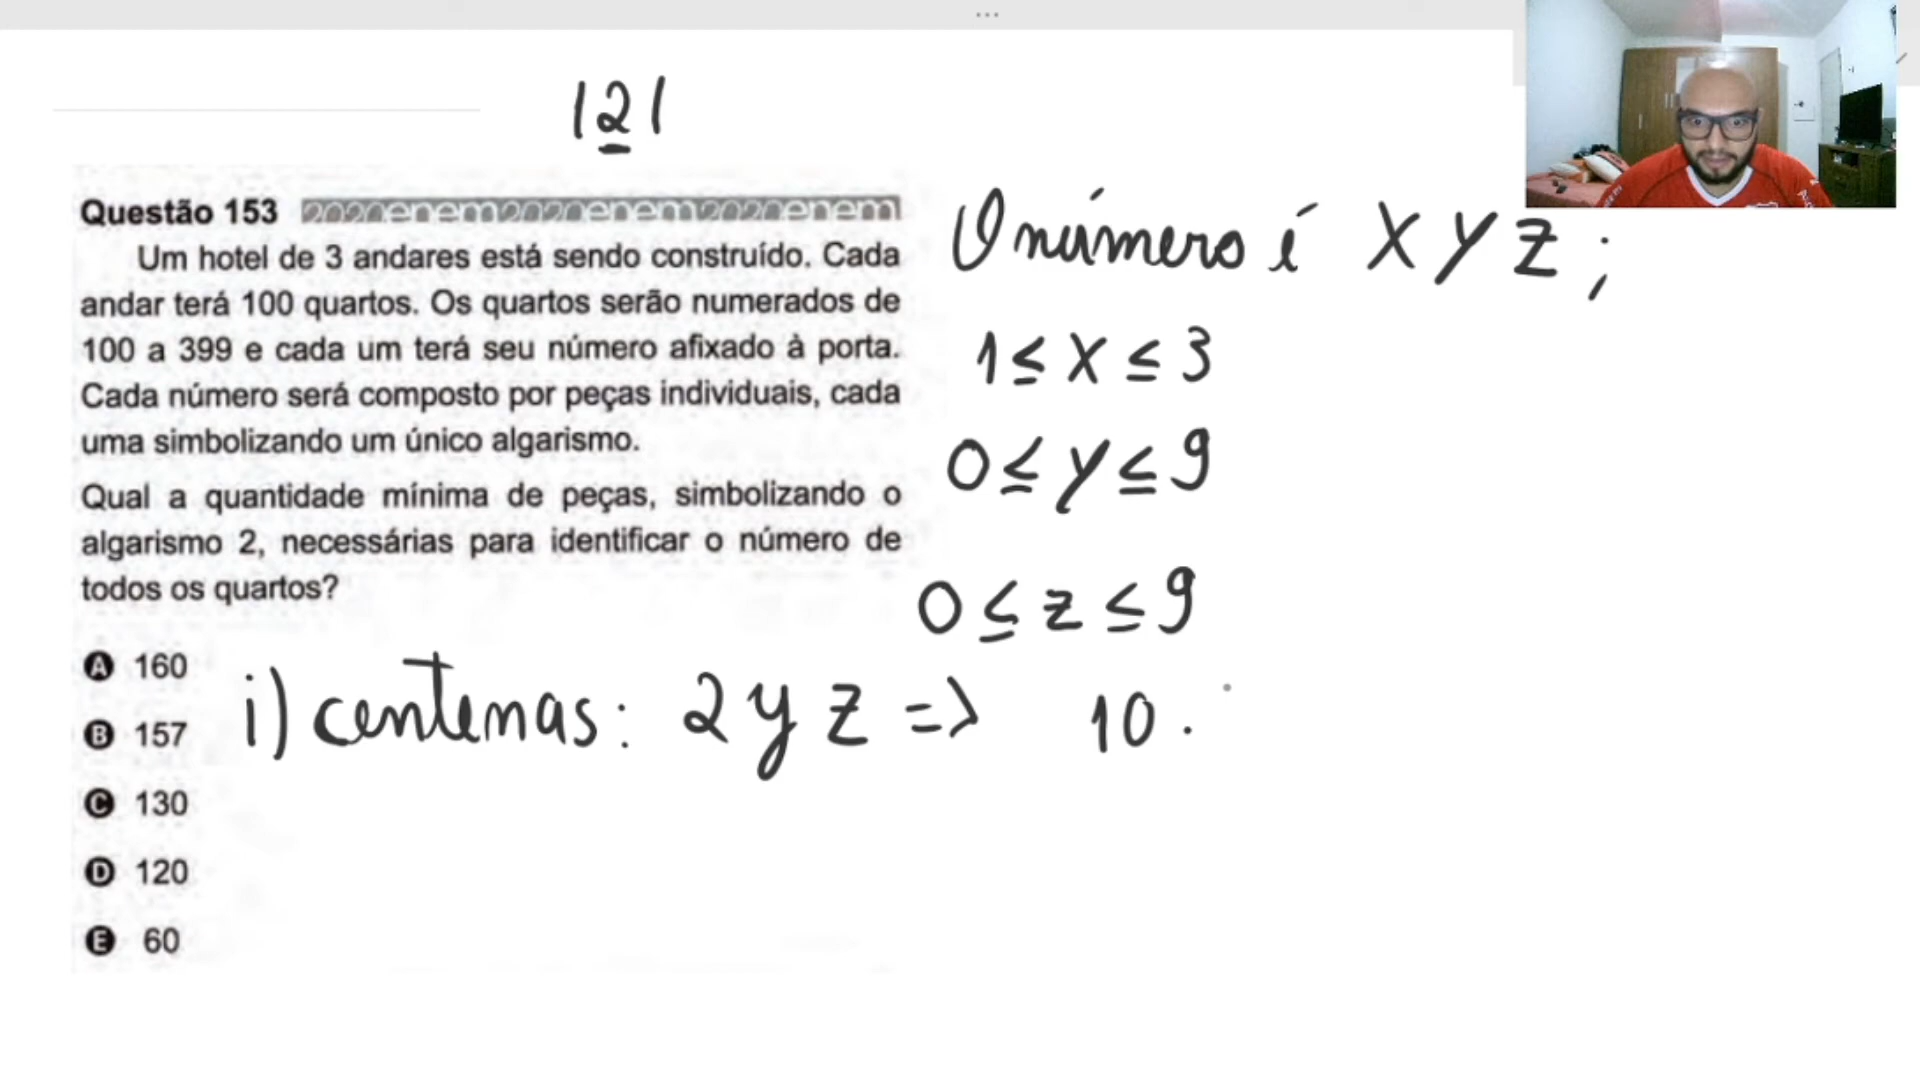 121
Questão 153 2020enem2020enem2020enem
Um hotel de 3 andares está sendo construído. Cada
andar terá 100 quartos. Os quartos serão numerados de
100 a 399 e cada um terá seu número afixado à porta.
Cada número será composto por peças individuais, cada
uma simbolizando um único algarismo.
Qual a quantidade mínima de peças, simbolizando o
algarismo 2, necessárias para identificar o número de
todos os quartos?
A 160
B 157
C 130
D 120
E 60
O número é X Y Z ;
1 ≤ X ≤ 3
0 ≤ y ≤ 9
0 ≤ z ≤ 9
i) centenas: 2 y z => 10 .